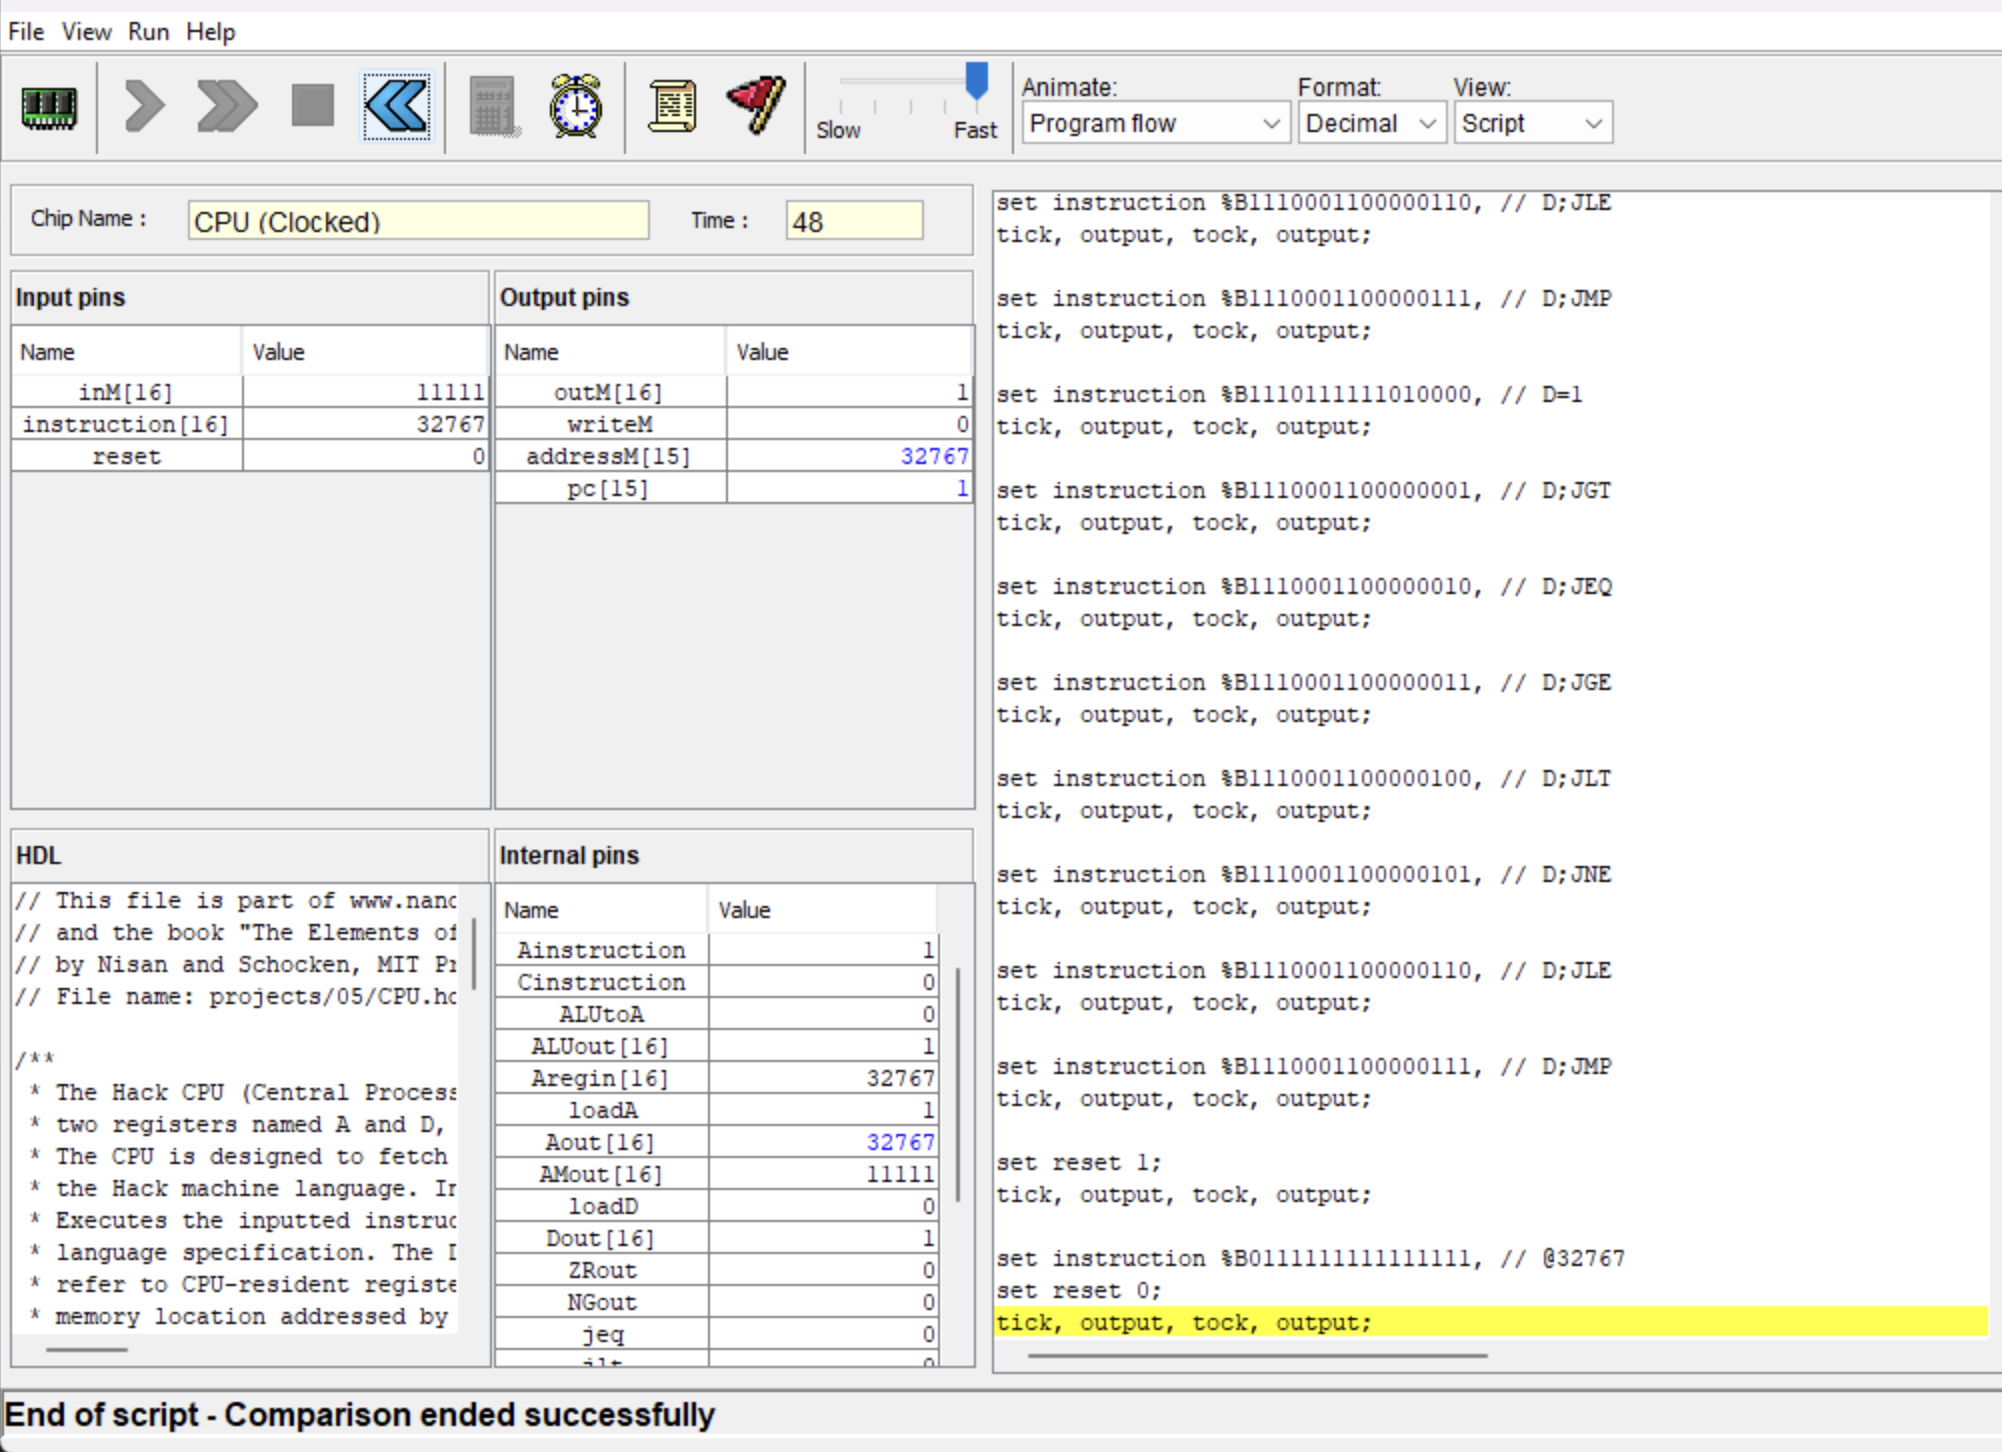 File View Run Help
Slow Fast
Animate:
Program flow
Format:
Decimal
View:
Script
Chip Name :
CPU (Clocked)
Time :
48
Input pins
Name Value
inM[16] 11111
instruction[16] 32767
reset 0
Output pins
Name Value
outM[16] 1
writeM 0
addressM[15] 32767
pc[15] 1
HDL
// This file is part of www.nanc
// and the book "The Elements of
// by Nisan and Schocken, MIT Pr
// File name: projects/05/CPU.hd
/**
* The Hack CPU (Central Process
* two registers named A and D,
* The CPU is designed to fetch
* the Hack machine language. In
* Executes the inputted instruc
* language specification. The D
* refer to CPU-resident registe
* memory location addressed by
Internal pins
Name Value
Ainstruction 1
Cinstruction 0
ALUtoA 0
ALUout[16] 1
Aregin[16] 32767
loadA 1
Aout[16] 32767
AMout[16] 11111
loadD 0
Dout[16] 1
ZRout 0
NGout 0
jeq 0
jlt 0
set instruction %B1110001100000110, // D;JLE
tick, output, tock, output;
set instruction %B1110001100000111, // D;JMP
tick, output, tock, output;
set instruction %B1110111111010000, // D=1
tick, output, tock, output;
set instruction %B1110001100000001, // D;JGT
tick, output, tock, output;
set instruction %B1110001100000010, // D;JEQ
tick, output, tock, output;
set instruction %B1110001100000011, // D;JGE
tick, output, tock, output;
set instruction %B1110001100000100, // D;JLT
tick, output, tock, output;
set instruction %B1110001100000101, // D;JNE
tick, output, tock, output;
set instruction %B1110001100000110, // D;JLE
tick, output, tock, output;
set instruction %B1110001100000111, // D;JMP
tick, output, tock, output;
set reset 1;
tick, output, tock, output;
set instruction %B0111111111111111, // @32767
set reset 0;
tick, output, tock, output;
End of script - Comparison ended successfully